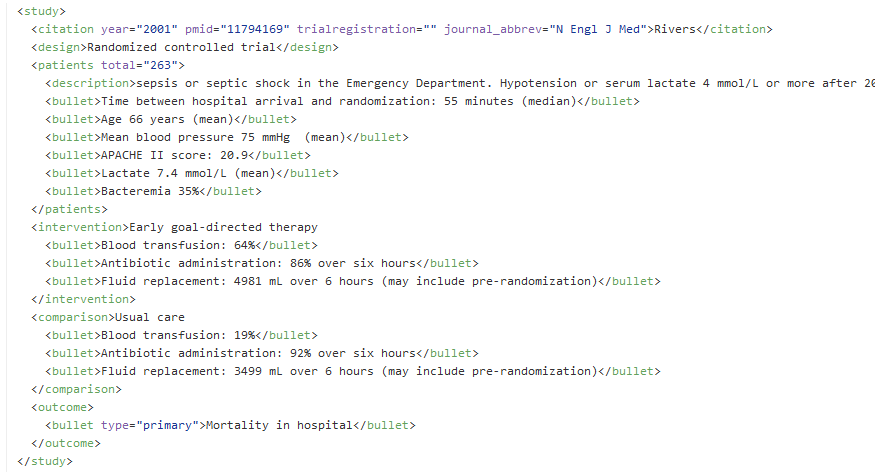 <study>
<citation year="2001" pmid="11794169" trialregistration="" journal_abbrev="N Engl J Med">Rivers</citation>
<design>Randomized controlled trial</design>
<patients total="263">
<description>sepsis or septic shock in the Emergency Department. Hypotension or serum lactate 4 mmol/L or more after
<bullet>Time between hospital arrival and randomization: 55 minutes (median)</bullet>
<bullet>Age 66 years (mean)</bullet>
<bullet>Mean blood pressure 75 mmHg  (mean)</bullet>
<bullet>APACHE II score: 20.9</bullet>
<bullet>Lactate 7.4 mmol/L (mean)</bullet>
<bullet>Bacteremia 35%</bullet>
</patients>
<intervention>Early goal-directed therapy
<bullet>Blood transfusion: 64%</bullet>
<bullet>Antibiotic administration: 86% over six hours</bullet>
<bullet>Fluid replacement: 4981 mL over 6 hours (may include pre-randomization)</bullet>
</intervention>
<comparison>Usual care
<bullet>Blood transfusion: 19%</bullet>
<bullet>Antibiotic administration: 92% over six hours</bullet>
<bullet>Fluid replacement: 3499 mL over 6 hours (may include pre-randomization)</bullet>
</comparison>
<outcome>
<bullet type="primary">Mortality in hospital</bullet>
</outcome>
</study>